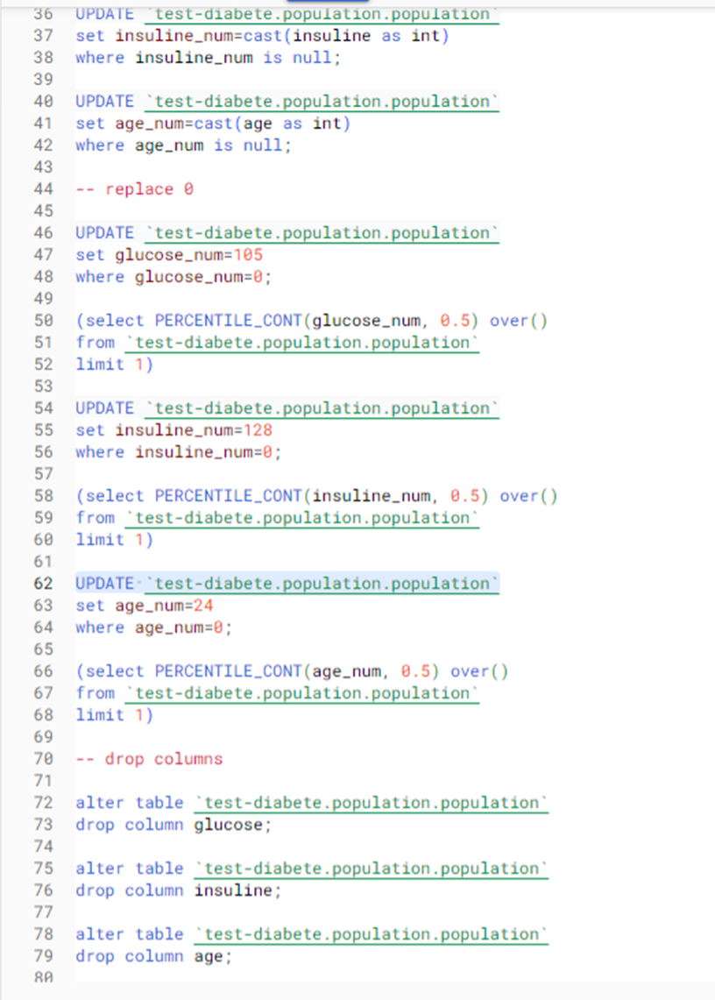 36 UPDATE `test-diabete.population.population`
37 set insuline_num=cast(insuline as int)
38 where insuline_num is null;
39
40 UPDATE `test-diabete.population.population`
41 set age_num=cast(age as int)
42 where age_num is null;
43
44 -- replace 0
45
46 UPDATE `test-diabete.population.population`
47 set glucose_num=105
48 where glucose_num=0;
49
50 (select PERCENTILE_CONT(glucose_num, 0.5) over()
51 from `test-diabete.population.population`
52 limit 1)
53
54 UPDATE `test-diabete.population.population`
55 set insuline_num=128
56 where insuline_num=0;
57
58 (select PERCENTILE_CONT(insuline_num, 0.5) over()
59 from `test-diabete.population.population`
60 limit 1)
61
62 UPDATE `test-diabete.population.population`
63 set age_num=24
64 where age_num=0;
65
66 (select PERCENTILE_CONT(age_num, 0.5) over()
67 from `test-diabete.population.population`
68 limit 1)
69
70 -- drop columns
71
72 alter table `test-diabete.population.population`
73 drop column glucose;
74
75 alter table `test-diabete.population.population`
76 drop column insuline;
77
78 alter table `test-diabete.population.population`
79 drop column age;
80